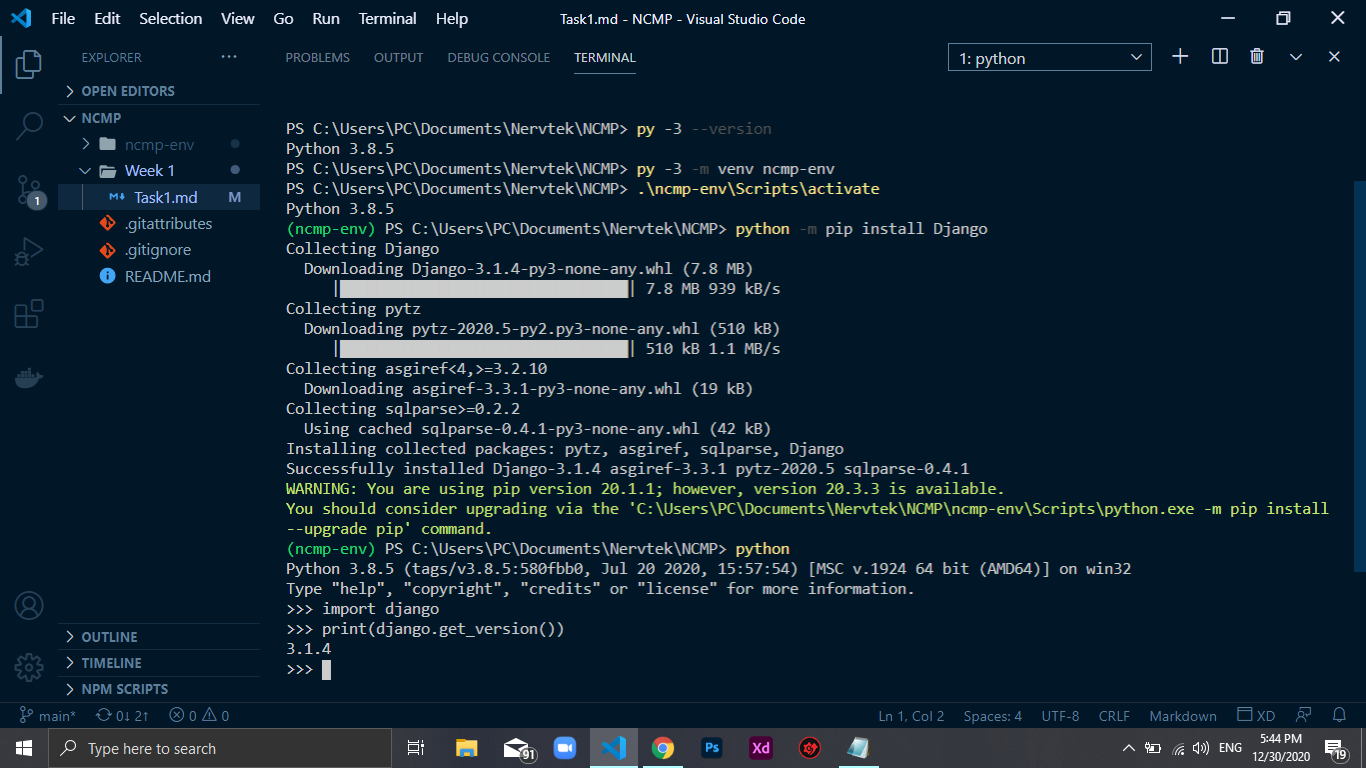 File Edit Selection View Go Run Terminal Help
Task1.md - NCMP - Visual Studio Code
EXPLORER
OPEN EDITORS
NCMP
ncmp-env
Week 1
Task1.md M
.gitattributes
.gitignore
README.md
1
OUTLINE
TIMELINE
NPM SCRIPTS
PROBLEMS OUTPUT DEBUG CONSOLE TERMINAL
1: python
PS C:\Users\PC\Documents\Nervtek\NCMP> py -3 --version
Python 3.8.5
PS C:\Users\PC\Documents\Nervtek\NCMP> py -3 -m venv ncmp-env
PS C:\Users\PC\Documents\Nervtek\NCMP> .\ncmp-env\Scripts\activate
Python 3.8.5
(ncmp-env) PS C:\Users\PC\Documents\Nervtek\NCMP> python -m pip install Django
Collecting Django
Downloading Django-3.1.4-py3-none-any.whl (7.8 MB)
|████████████████████████████████| 7.8 MB 939 kB/s
Collecting pytz
Downloading pytz-2020.5-py2.py3-none-any.whl (510 kB)
|████████████████████████████████| 510 kB 1.1 MB/s
Collecting asgiref<4,>=3.2.10
Downloading asgiref-3.3.1-py3-none-any.whl (19 kB)
Collecting sqlparse>=0.2.2
Using cached sqlparse-0.4.1-py3-none-any.whl (42 kB)
Installing collected packages: pytz, asgiref, sqlparse, Django
Successfully installed Django-3.1.4 asgiref-3.3.1 pytz-2020.5 sqlparse-0.4.1
WARNING: You are using pip version 20.1.1; however, version 20.3.3 is available.
You should consider upgrading via the 'C:\Users\PC\Documents\Nervtek\NCMP\ncmp-env\Scripts\python.exe -m pip install
--upgrade pip' command.
(ncmp-env) PS C:\Users\PC\Documents\Nervtek\NCMP> python
Python 3.8.5 (tags/v3.8.5:580fbb0, Jul 20 2020, 15:57:54) [MSC v.1924 64 bit (AMD64)] on win32
Type "help", "copyright", "credits" or "license" for more information.
>>> import django
>>> print(django.get_version())
3.1.4
>>>
main* 0↓ 2↑ 0 0 Ln 1, Col 2 Spaces: 4 UTF-8 CRLF Markdown XD
Type here to search
91
Ps
Xd
ENG
5:44 PM
12/30/2020
19